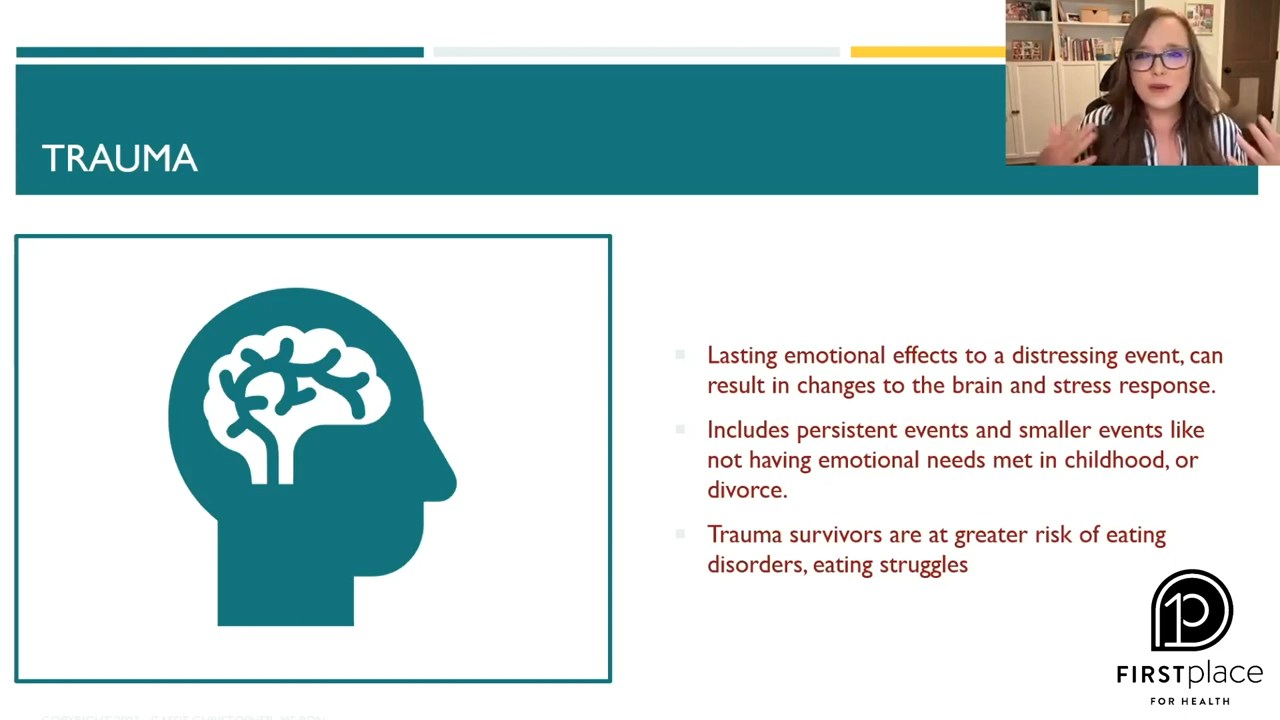 TRAUMA
Lasting emotional effects to a distressing event, can
result in changes to the brain and stress response.
Includes persistent events and smaller events like
not having emotional needs met in childhood, or
divorce.
Trauma survivors are at greater risk of eating
disorders, eating struggles
FIRSTplace
FOR HEALTH